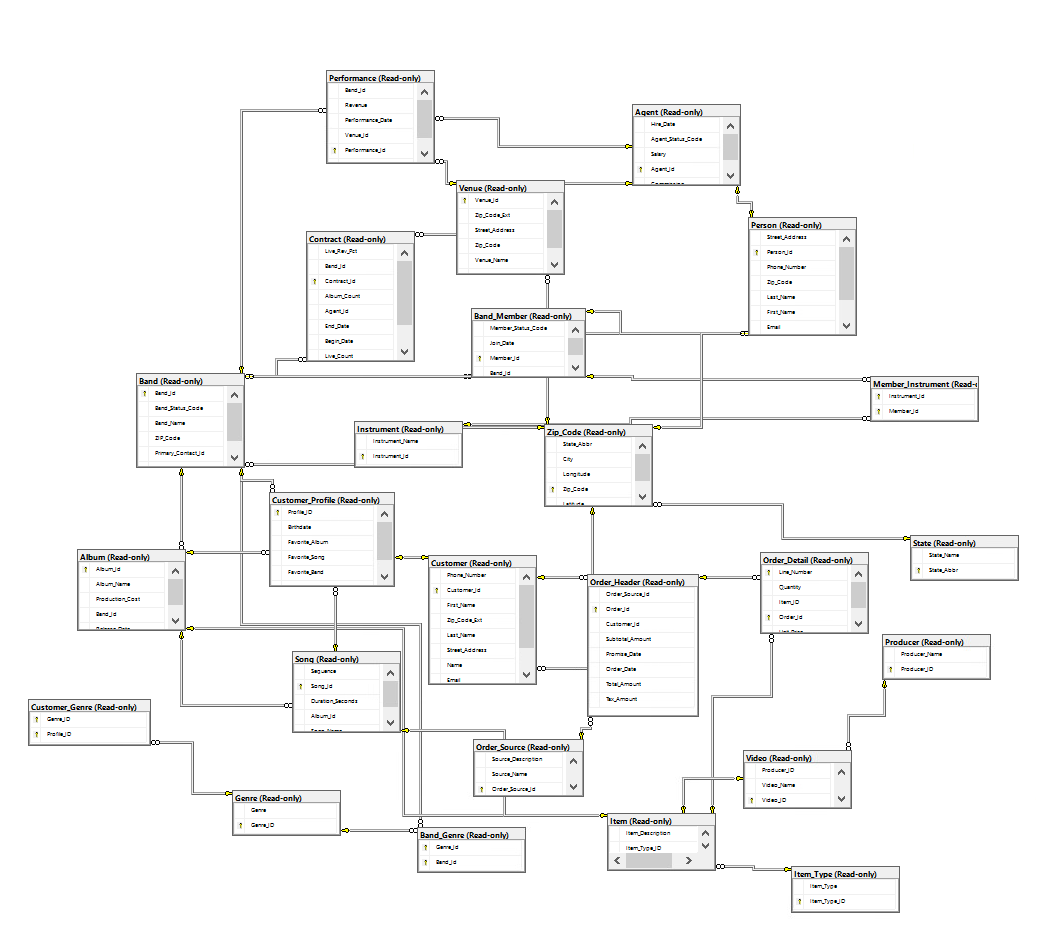 Performance (Read-only)
Band_Id
Revenue
Performance_Date
Venue_Id
Performance_Id
Agent (Read-only)
Hire_Date
Agent_Status_Code
Salary
Agent_Id
Venue (Read-only)
Venue_Id
Zip_Code_Ext
Street_Address
Zip_Code
Venue_Name
Person (Read-only)
Street_Address
Person_Id
Phone_Number
Zip_Code
Last_Name
First_Name
Email
Contract (Read-only)
Live_Rev_Pct
Band_Id
Contract_Id
Album_Count
Agent_Id
End_Date
Begin_Date
Live_Count
Band_Member (Read-only)
Member_Status_Code
Join_Date
Member_Id
Band_Id
Band (Read-only)
Band_Id
Band_Status_Code
Band_Name
ZIP_Code
Primary_Contact_Id
Member_Instrument (Read-
Instrument_Id
Member_Id
Instrument (Read-only)
Instrument_Name
Instrument_Id
Zip_Code (Read-only)
State_Abbr
City
Longitude
Zip_Code
Latitude
Customer_Profile (Read-only)
Profile_ID
Birthdate
Favorite_Album
Favorite_Song
Favorite_Band
State (Read-only)
State_Name
State_Abbr
Album (Read-only)
Album_Id
Album_Name
Production_Cost
Band_Id
Release_Date
Customer (Read-only)
Phone_Number
Customer_Id
First_Name
Zip_Code_Ext
Last_Name
Street_Address
Name
Email
Order_Header (Read-only)
Order_Source_Id
Order_Id
Customer_Id
Subtotal_Amount
Promise_Date
Order_Date
Total_Amount
Tax_Amount
Order_Detail (Read-only)
Line_Number
Quantity
Item_ID
Order_Id
Producer (Read-only)
Producer_Name
Producer_ID
Song (Read-only)
Sequence
Song_Id
Duration_Seconds
Album_Id
Song_Name
Customer_Genre (Read-only)
Genre_ID
Profile_ID
Order_Source (Read-only)
Source_Description
Source_Name
Order_Source_Id
Video (Read-only)
Producer_ID
Video_Name
Video_ID
Genre (Read-only)
Genre
Genre_ID
Band_Genre (Read-only)
Genre_Id
Band_Id
Item (Read-only)
Item_Description
Item_Type_ID
Item_Type (Read-only)
Item_Type
Item_Type_ID